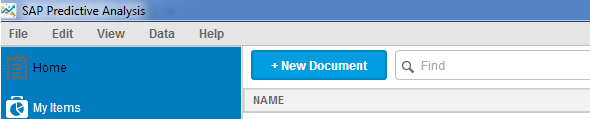 SAP Predictive Analysis
File Edit View Data Help
Home
+ New Document
Find
My Items
NAME